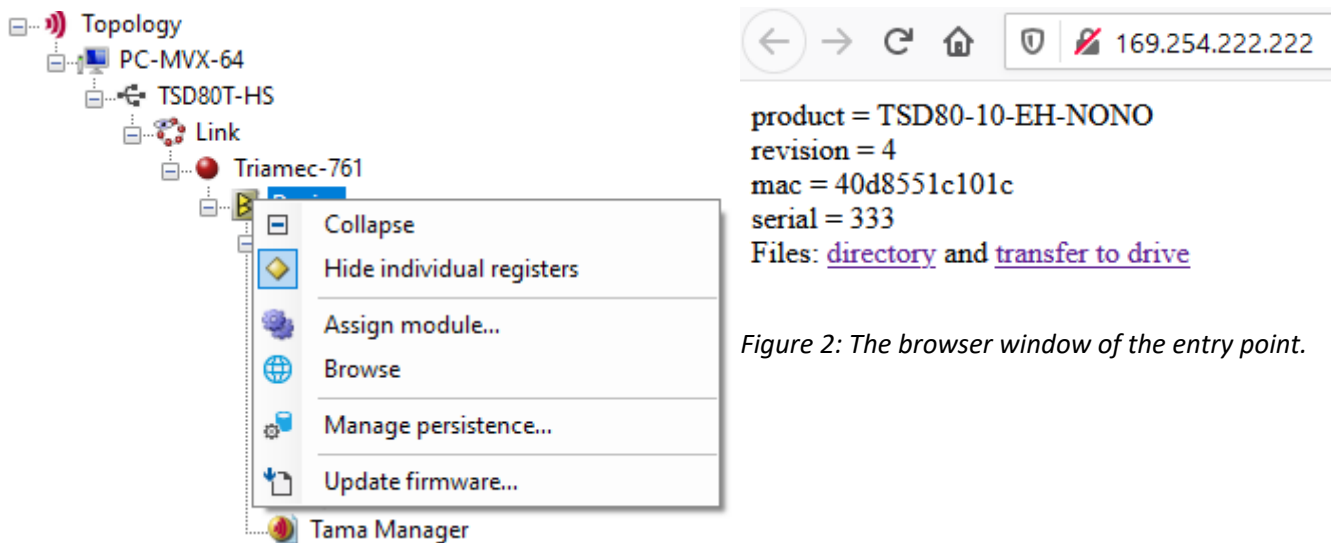 Topology
PC-MVX-64
TSD80T-HS
Link
Triamec-761
Collapse
Hide individual registers
Assign module...
Browse
Manage persistence...
Update firmware...
Tama Manager
169.254.222.222
product = TSD80-10-EH-NONO
revision = 4
mac = 40d8551c101c
serial = 333
Files: directory and transfer to drive
Figure 2: The browser window of the entry point.